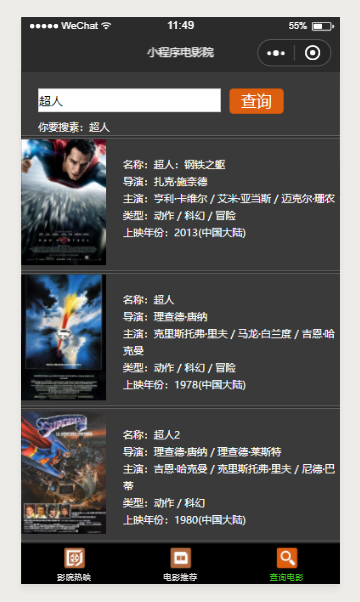 WeChat
11:49
55%
小程序电影院
超人
查询
你要搜素：超人
名称：超人：钢铁之躯
导演：扎克·施奈德
主演：亨利·卡维尔 / 艾米·亚当斯 / 迈克尔·珊农
类型：动作 / 科幻 / 冒险
上映年份：2013(中国大陆)
MAN OF STEEL
名称：超人
导演：理查德·唐纳
主演：克里斯托弗·里夫 / 马龙·白兰度 / 吉恩·哈
克曼
类型：动作 / 科幻 / 冒险
上映年份：1978(中国大陆)
名称：超人2
导演：理查德·唐纳 / 理查德·莱斯特
主演：吉恩·哈克曼 / 克里斯托弗·里夫 / 尼德·巴
蒂
类型：动作 / 科幻
上映年份：1980(中国大陆)
影院热映
电影推荐
查询电影